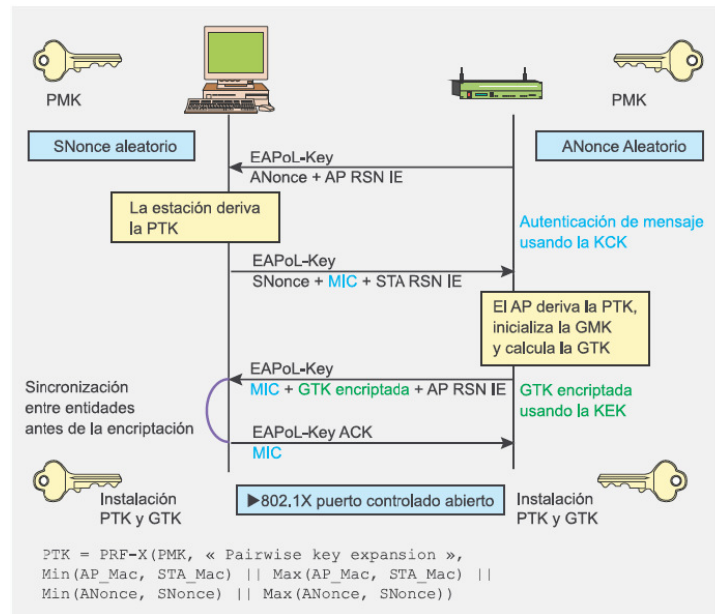 PMK
PMK
SNonce aleatorio
ANonce Aleatorio
EAPoL-Key
ANonce + AP RSN IE
La estación deriva
la PTK
Autenticación de mensaje
usando la KCK
EAPoL-Key
SNonce + MIC + STA RSN IE
El AP deriva la PTK,
inicializa la GMK
y calcula la GTK
EAPoL-Key
MIC + GTK encriptada + AP RSN IE
GTK encriptada
usando la KEK
Sincronización
entre entidades
antes de la encriptación
EAPoL-Key ACK
MIC
Instalación
PTK y GTK
▶802,1X puerto controlado abierto
Instalación
PTK y GTK
PTK = PRF-X(PMK, « Pairwise key expansion »,
Min(AP_Mac, STA_Mac) || Max(AP_Mac, STA_Mac) ||
Min(ANonce, SNonce) || Max(ANonce, SNonce))